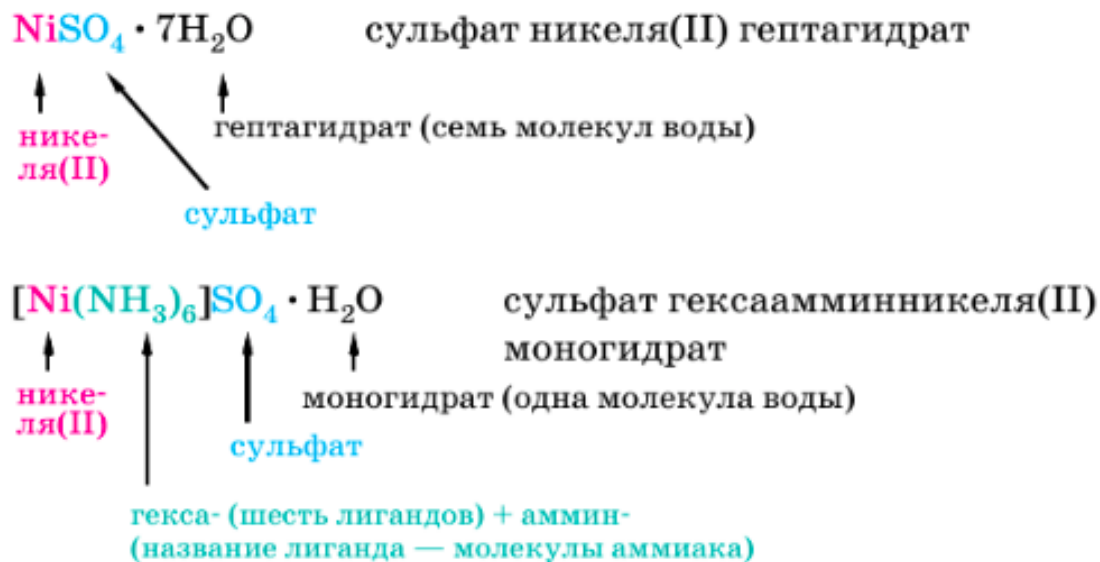 NiSO₄ · 7H₂O сульфат никеля(II) гептагидрат
нике-
ля(II)
гептагидрат (семь молекул воды)
сульфат
[Ni(NH₃)₆]SO₄ · H₂O сульфат гексаамминникеля(II)
моногидрат
нике-
ля(II)
моногидрат (одна молекула воды)
сульфат
гекса- (шесть лигандов) + аммин-
(название лиганда — молекулы аммиака)